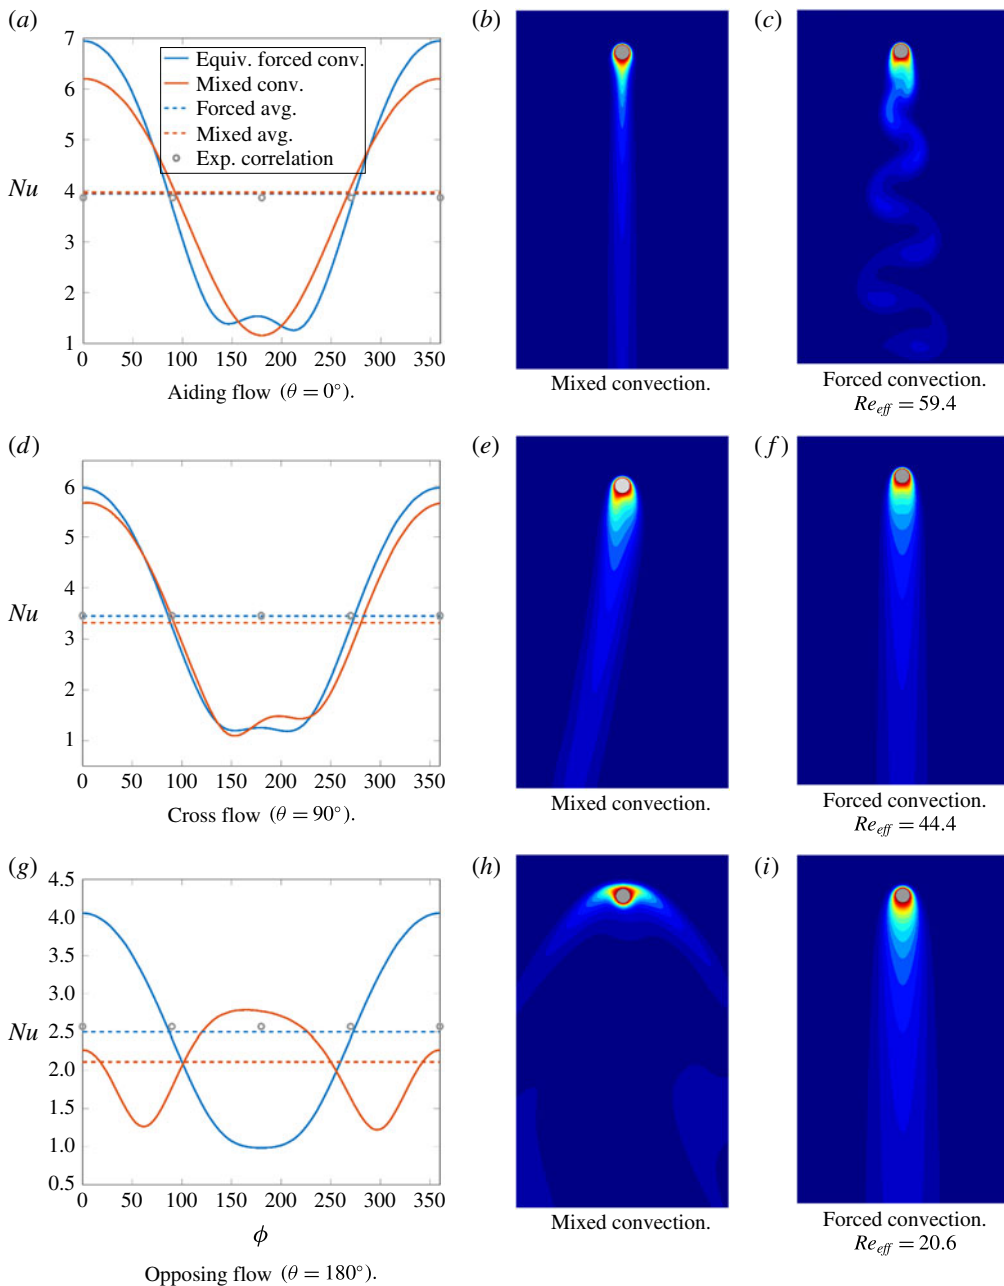 (a)
7
6
5
Nu
4
3
2
1
0 50 100 150 200 250 300 350
Equiv. forced conv.
Mixed conv.
Forced avg.
Mixed avg.
Exp. correlation
Aiding flow (θ = 0°).
(b)
Mixed convection.
(c)
Forced convection.
Re_eff = 59.4
(d)
6
5
4
Nu
3
2
1
0 50 100 150 200 250 300 350
Cross flow (θ = 90°).
(e)
Mixed convection.
(f)
Forced convection.
Re_eff = 44.4
(g)
4.5
4.0
3.5
3.0
Nu
2.5
2.0
1.5
1.0
0.5
0 50 100 150 200 250 300 350
ϕ
Opposing flow (θ = 180°).
(h)
Mixed convection.
(i)
Forced convection.
Re_eff = 20.6